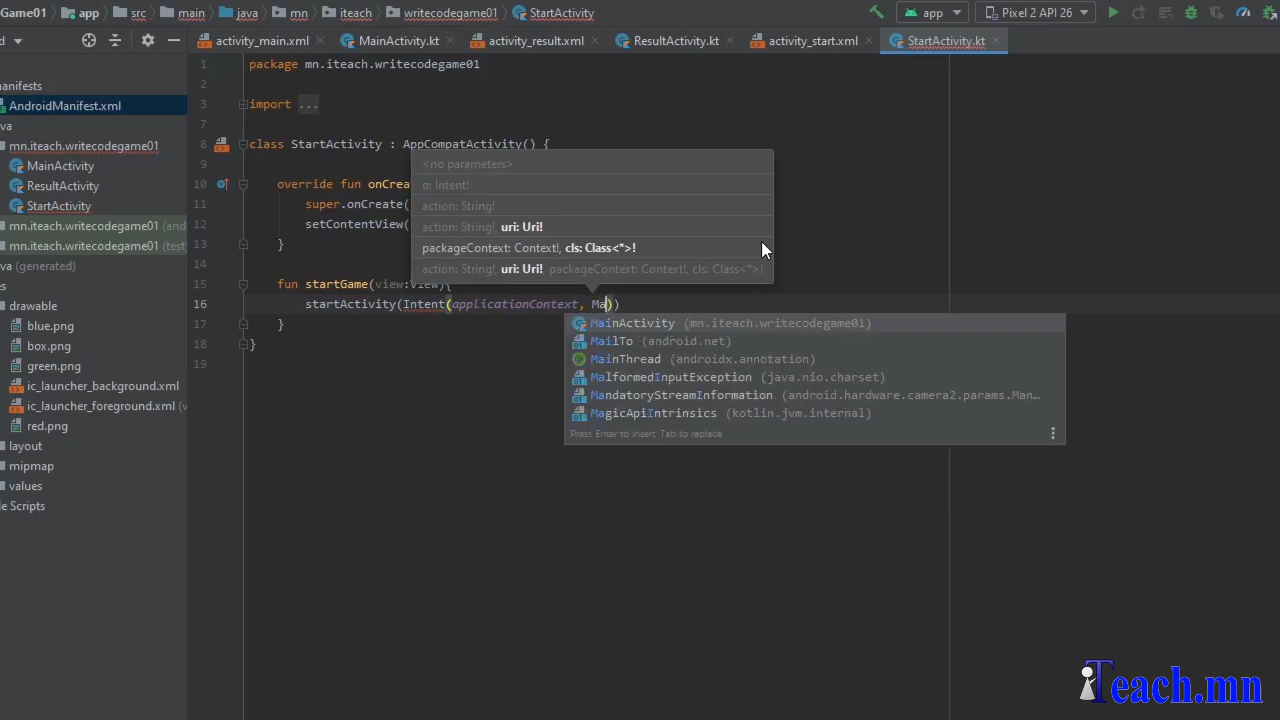 Game01 app src main java mn iteach writecodegame01 StartActivity app Pixel 2 API 26
activity_main.xml MainActivity.kt activity_result.xml ResultActivity.kt activity_start.xml StartActivity.kt
manifests
AndroidManifest.xml
va
mn.iteach.writecodegame01
MainActivity
ResultActivity
StartActivity
mn.iteach.writecodegame01 (and
mn.iteach.writecodegame01 (test)
va (generated)
drawable
blue.png
box.png
green.png
ic_launcher_background.xml
ic_launcher_foreground.xml (v
red.png
layout
mipmap
values
le Scripts
1 package mn.iteach.writecodegame01
2
3 import ...
7
8 class StartActivity : AppCompatActivity() {
9
10 override fun onCreat
11 super.onCreate(
12 setContentView(
13 }
14
15 fun startGame(view:View){
16 startActivity(Intent(applicationContext, Ma))
17 }
18 }
19
<no parameters>
o: Intent!
action: String!
action: String!, uri: Uri!
packageContext: Context!, cls: Class<*>!
action: String!, uri: Uri! packageContext: Context!, cls: Class<*>!
MainActivity (mn.iteach.writecodegame01)
MailTo (android.net)
MainThread (androidx.annotation)
MalformedInputException (java.nio.charset)
MandatoryStreamInformation (android.hardware.camera2.params.Man...
MagicApiIntrinsics (kotlin.jvm.internal)
Press Enter to insert, Tab to replace
iTeach.mn